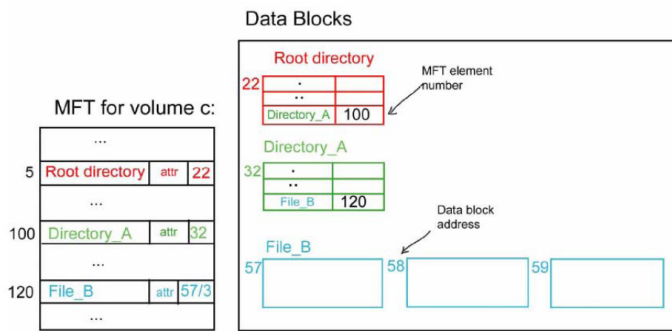 Data Blocks
MFT for volume c:
...
5 Root directory attr 22
...
100 Directory_A attr 32
...
120 File_B attr 57/3
...
Root directory
22 .
..
Directory_A 100
MFT element
number
Directory_A
32 .
..
File_B 120
Data block
address
File_B
57 58 59